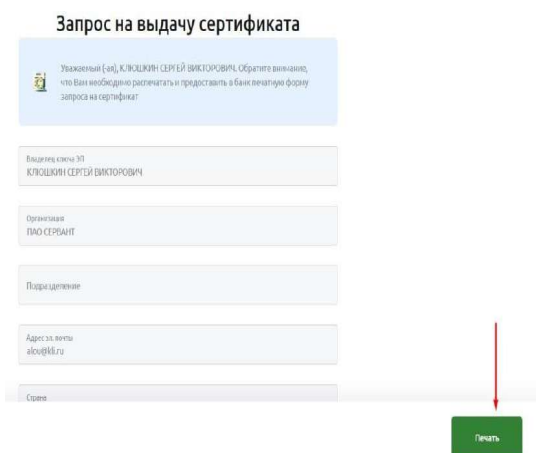 Запрос на выдачу сертификата
Уважаемый (-ая), КЛЮШКИН СЕРГЕЙ ВИКТОРОВИЧ. Обратите внимание,
что Вам необходимо распечатать и предоставить в банк печатную форму
запроса на сертификат
Владелец ключа ЭП
КЛЮШКИН СЕРГЕЙ ВИКТОРОВИЧ
Организация
ПАО СЕРВАНТ
Подразделение
Адрес эл. почты
alou@kli.ru
Страна
Печать